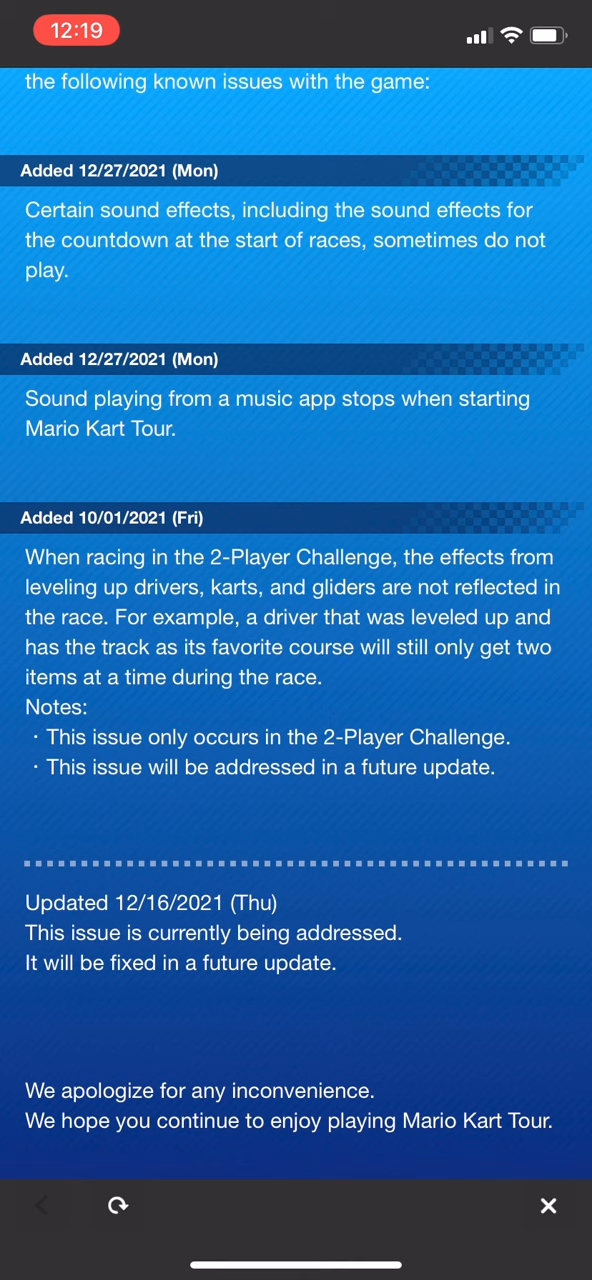 12:19
the following known issues with the game:
Added 12/27/2021 (Mon)
Certain sound effects, including the sound effects for
the countdown at the start of races, sometimes do not
play.
Added 12/27/2021 (Mon)
Sound playing from a music app stops when starting
Mario Kart Tour.
Added 10/01/2021 (Fri)
When racing in the 2-Player Challenge, the effects from
leveling up drivers, karts, and gliders are not reflected in
the race. For example, a driver that was leveled up and
has the track as its favorite course will still only get two
items at a time during the race.
Notes:
・This issue only occurs in the 2-Player Challenge.
・This issue will be addressed in a future update.
Updated 12/16/2021 (Thu)
This issue is currently being addressed.
It will be fixed in a future update.
We apologize for any inconvenience.
We hope you continue to enjoy playing Mario Kart Tour.